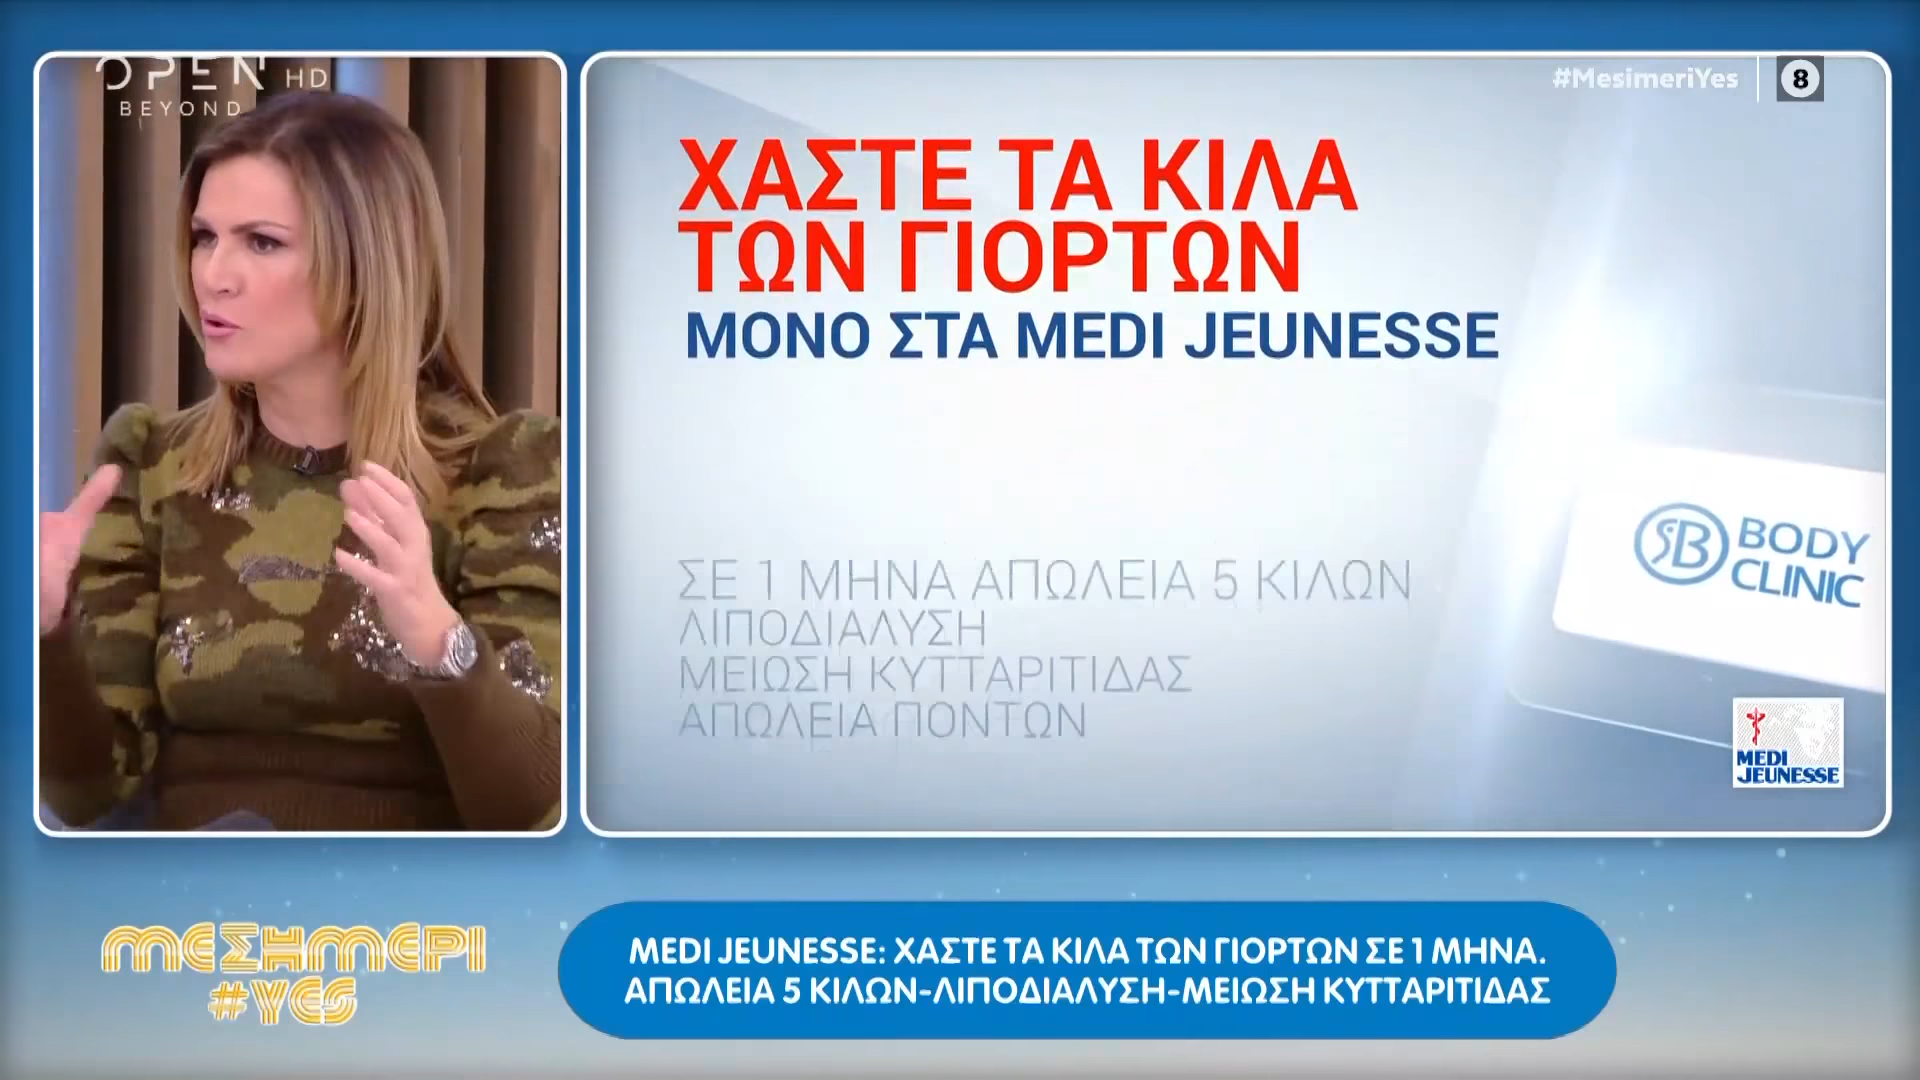 OPEN HD
BEYOND
#MesimeriYes
8
ΧΑΣΤΕ ΤΑ ΚΙΛΑ
ΤΩΝ ΓΙΟΡΤΩΝ
ΜΟΝΟ ΣΤΑ MEDI JEUNESSE
ΣΕ 1 ΜΗΝΑ ΑΠΩΛΕΙΑ 5 ΚΙΛΩΝ
ΛΙΠΟΔΙΑΛΥΣΗ
ΜΕΙΩΣΗ ΚΥΤΤΑΡΙΤΙΔΑΣ
ΑΠΩΛΕΙΑ ΠΟΝΤΩΝ
SB BODY
CLINIC
MEDI
JEUNESSE
ΜΕΣΗΜΕΡΙ
#YES
MEDI JEUNESSE: ΧΑΣΤΕ ΤΑ ΚΙΛΑ ΤΩΝ ΓΙΟΡΤΩΝ ΣΕ 1 ΜΗΝΑ.
ΑΠΩΛΕΙΑ 5 ΚΙΛΩΝ-ΛΙΠΟΔΙΑΛΥΣΗ-ΜΕΙΩΣΗ ΚΥΤΤΑΡΙΤΙΔΑΣ